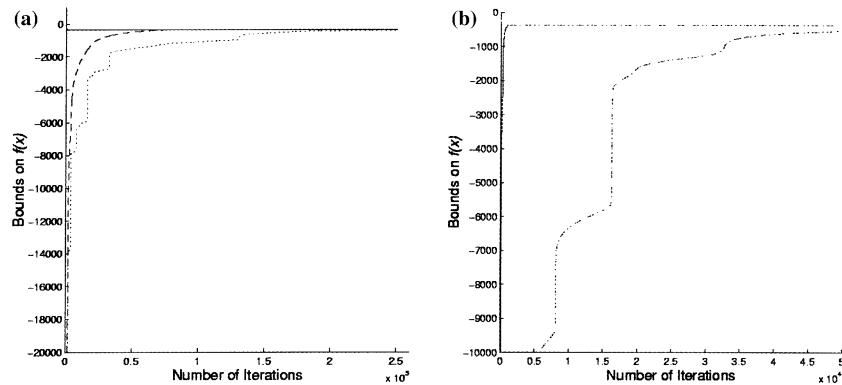 (a)
0
-2000
-4000
-6000
-8000
-10000
-12000
-14000
-16000
-18000
-20000
Bounds on f(x)
0 0.5 1 1.5 2 2.5
Number of Iterations
x 10⁵
(b)
0
-1000
-2000
-3000
-4000
-5000
-6000
-7000
-8000
-9000
-10000
Bounds on f(x)
0 0.5 1 1.5 2 2.5 3 3.5 4 4.5 5
Number of Iterations
x 10⁴